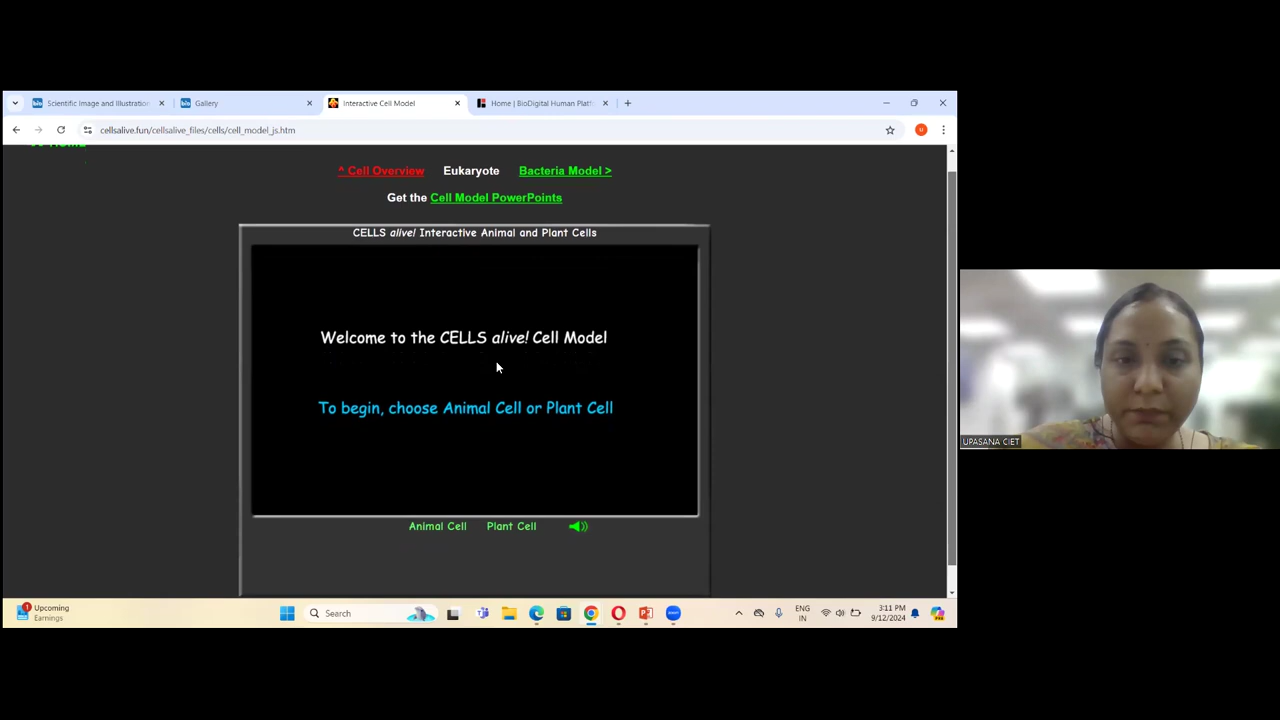 Scientific Image and Illustration
Gallery
Interactive Cell Model
Home | BioDigital Human Platf
cellsalive.fun/cellsalive_files/cells/cell_model_js.htm
^ Cell Overview Eukaryote Bacteria Model >
Get the Cell Model PowerPoints
CELLS alive! Interactive Animal and Plant Cells
Welcome to the CELLS alive! Cell Model
To begin, choose Animal Cell or Plant Cell
Animal Cell Plant Cell
UPASANA CIET
1 Upcoming
Earnings
Search
ENG
IN
3:11 PM
9/12/2024